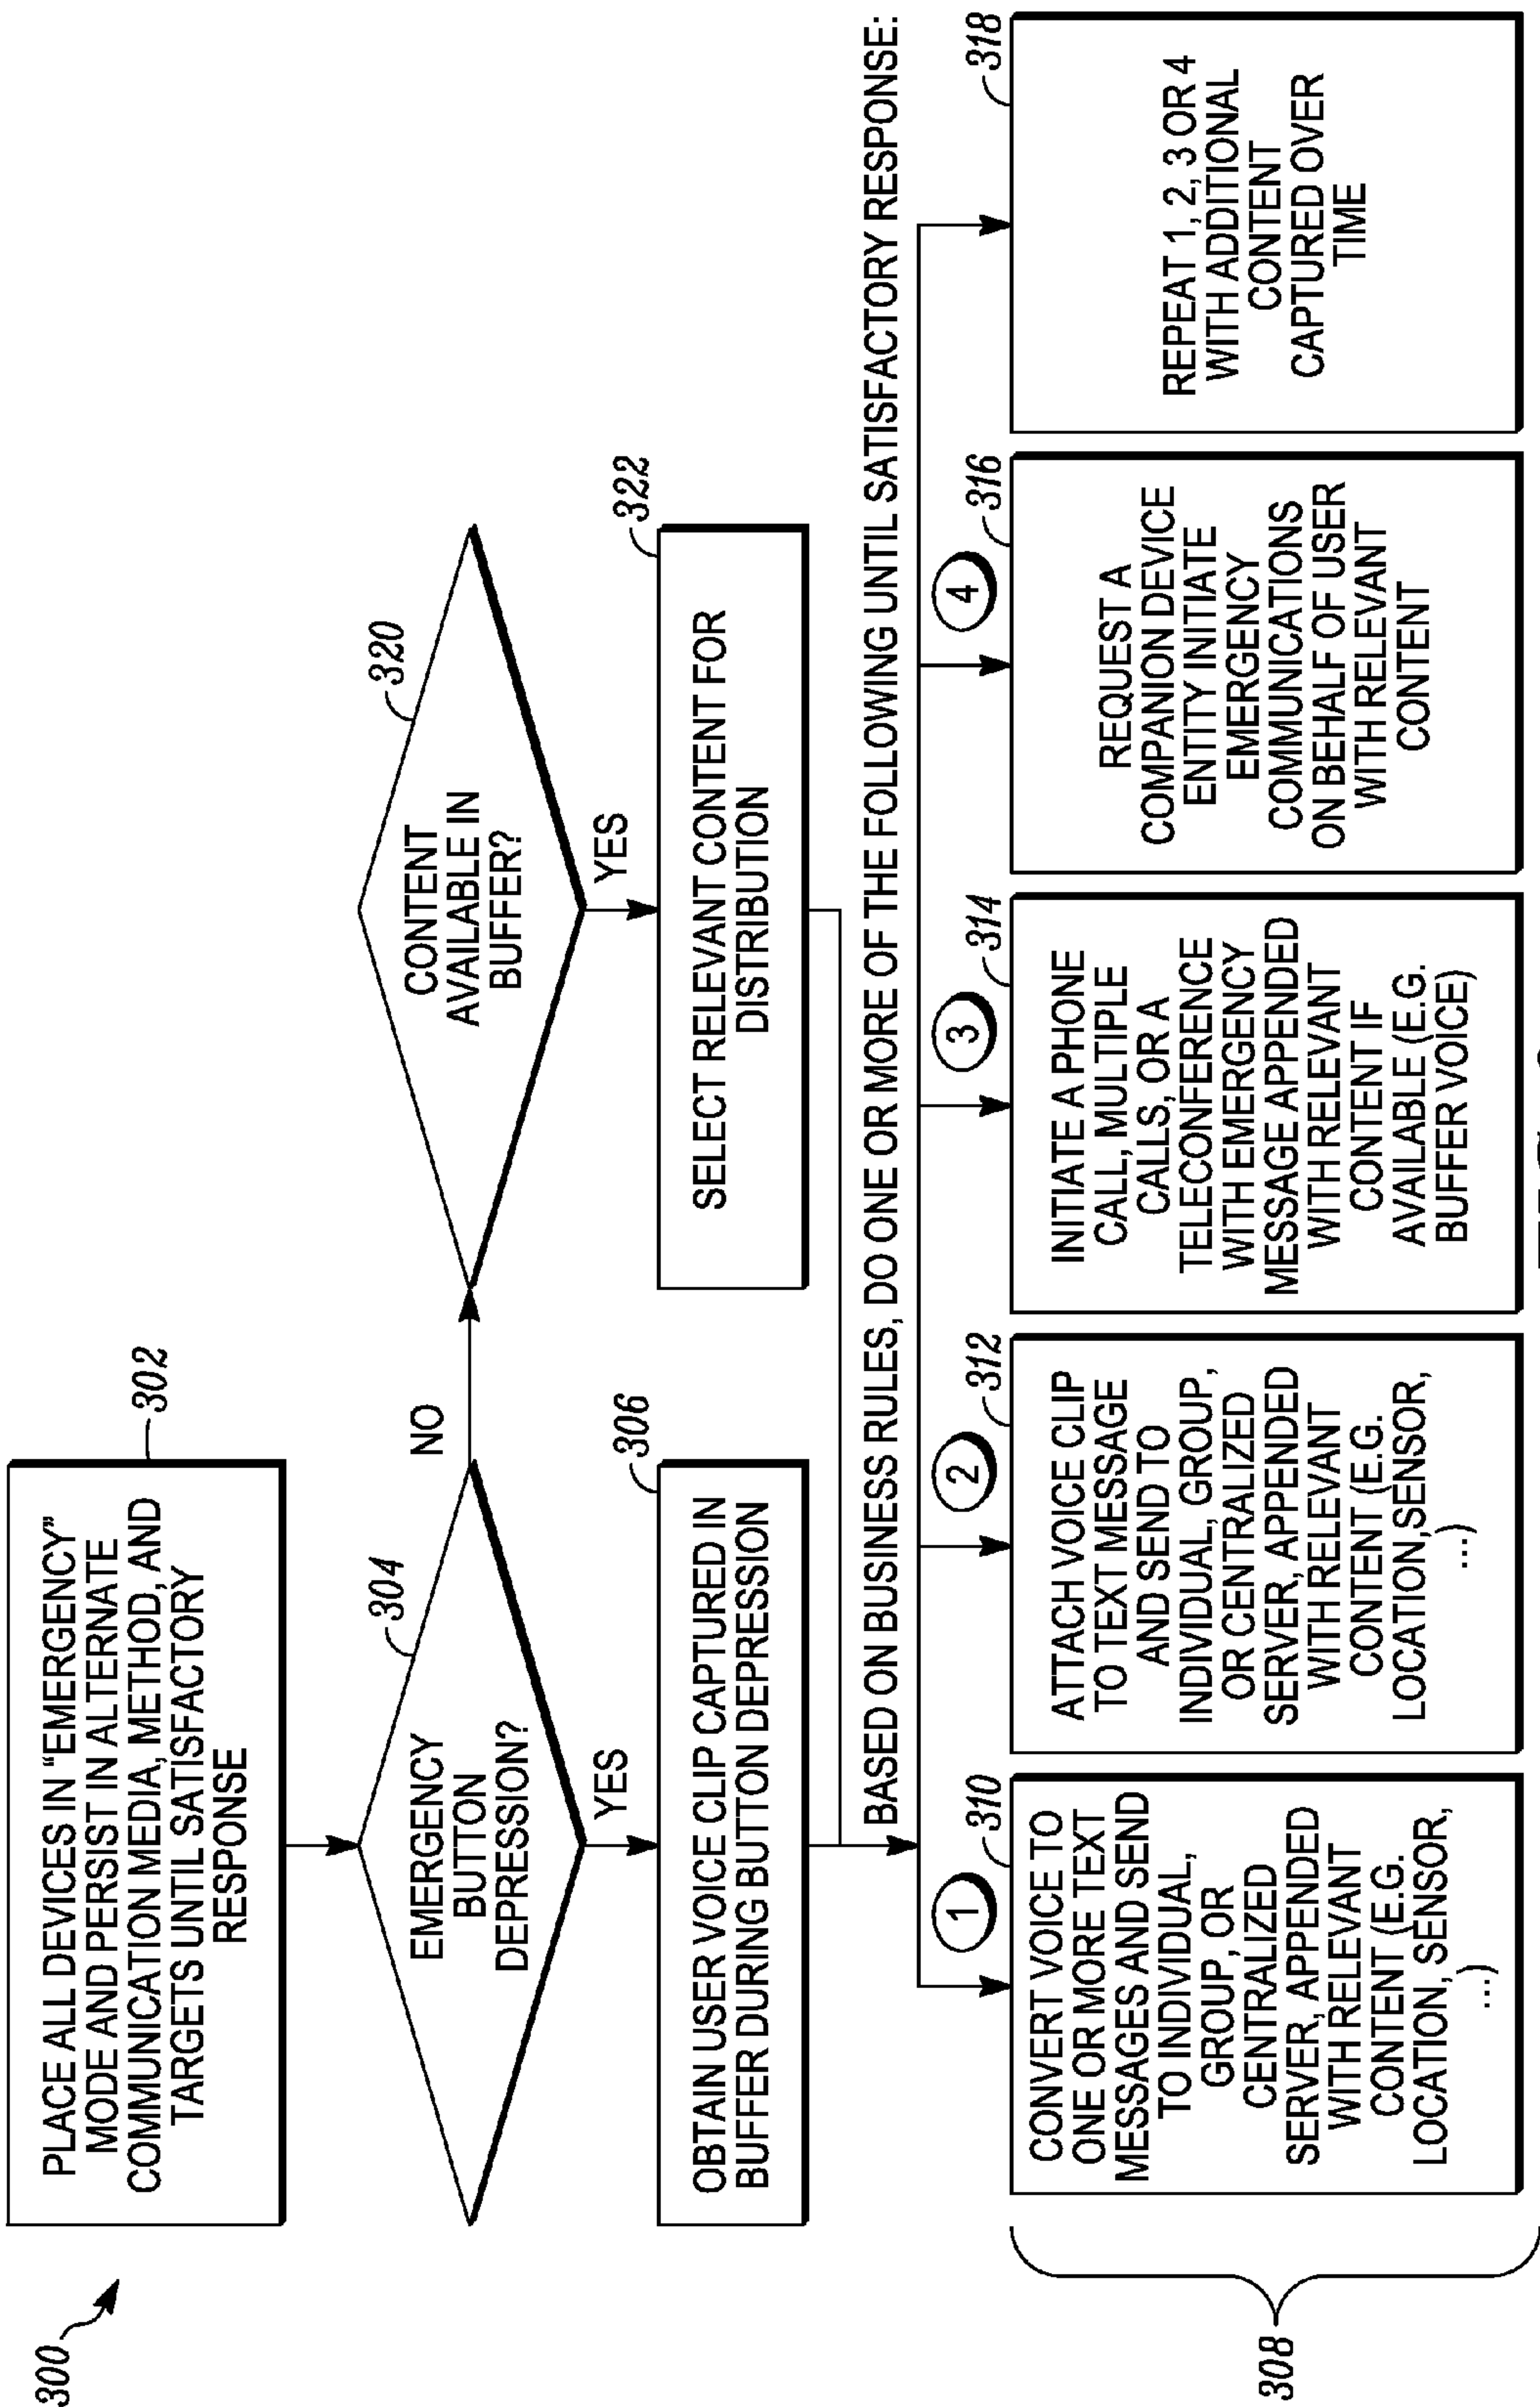 300
PLACE ALL DEVICES IN “EMERGENCY”
MODE AND PERSIST IN ALTERNATE
COMMUNICATION MEDIA, METHOD, AND
TARGETS UNTIL SATISFACTORY
RESPONSE
302
EMERGENCY
BUTTON
DEPRESSION?
304
NO
YES
CONTENT
AVAILABLE IN
BUFFER?
320
YES
OBTAIN USER VOICE CLIP CAPTURED IN
BUFFER DURING BUTTON DEPRESSION
306
SELECT RELEVANT CONTENT FOR
DISTRIBUTION
322
BASED ON BUSINESS RULES, DO ONE OR MORE OF THE FOLLOWING UNTIL SATISFACTORY RESPONSE:
308
1
310
CONVERT VOICE TO
ONE OR MORE TEXT
MESSAGES AND SEND
TO INDIVIDUAL,
GROUP, OR
CENTRALIZED
SERVER, APPENDED
WITH RELEVANT
CONTENT (E.G.
LOCATION, SENSOR,
...)
2
312
ATTACH VOICE CLIP
TO TEXT MESSAGE
AND SEND TO
INDIVIDUAL, GROUP,
OR CENTRALIZED
SERVER, APPENDED
WITH RELEVANT
CONTENT (E.G.
LOCATION,SENSOR,
...)
3
314
INITIATE A PHONE
CALL, MULTIPLE
CALLS, OR A
TELECONFERENCE
WITH EMERGENCY
MESSAGE APPENDED
WITH RELEVANT
CONTENT IF
AVAILABLE (E.G.
BUFFER VOICE)
4
316
REQUEST A
COMPANION DEVICE
ENTITY INITIATE
EMERGENCY
COMMUNICATIONS
ON BEHALF OF USER
WITH RELEVANT
CONTENT
318
REPEAT 1, 2, 3 OR 4
WITH ADDITIONAL
CONTENT
CAPTURED OVER
TIME